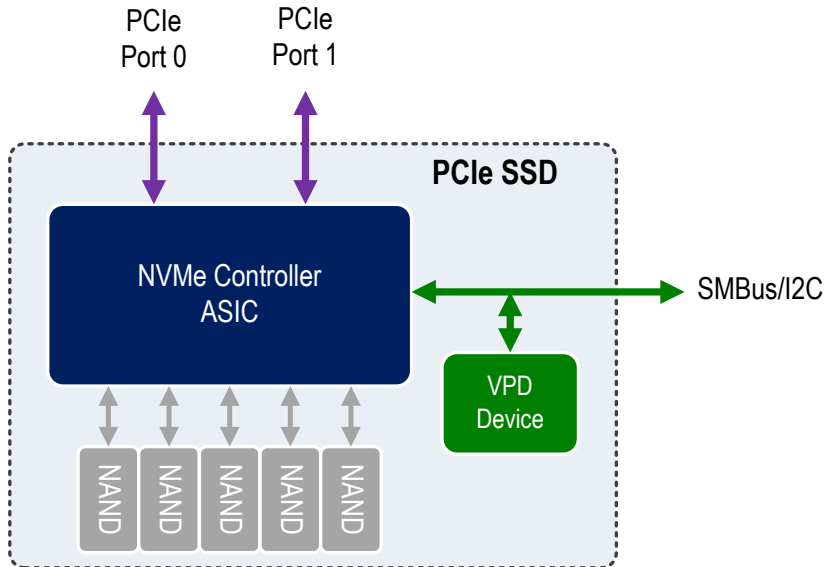 PCIe
Port 0
PCIe
Port 1
PCIe SSD
NVMe Controller
ASIC
SMBus/I2C
VPD
Device
NAND
NAND
NAND
NAND
NAND